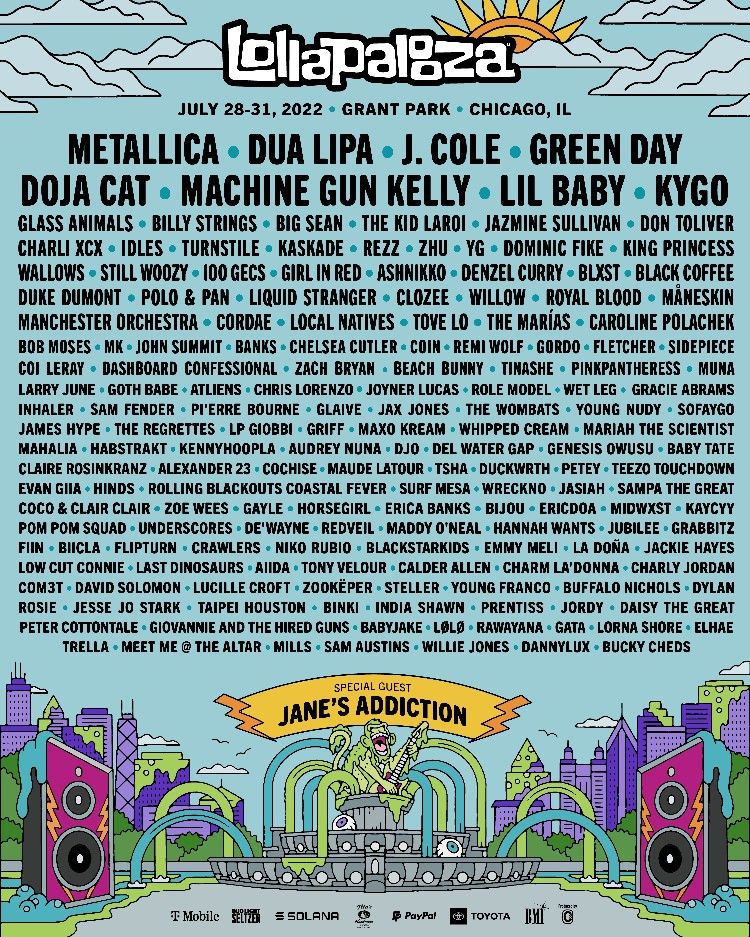 Lollapalooza
JULY 28-31, 2022 • GRANT PARK • CHICAGO, IL
METALLICA • DUA LIPA • J. COLE • GREEN DAY
DOJA CAT • MACHINE GUN KELLY • LIL BABY • KYGO
GLASS ANIMALS • BILLY STRINGS • BIG SEAN • THE KID LAROI • JAZMINE SULLIVAN • DON TOLIVER
CHARLI XCX • IDLES • TURNSTILE • KASKADE • REZZ • ZHU • YG • DOMINIC FIKE • KING PRINCESS
WALLOWS • STILL WOOZY • 100 GECS • GIRL IN RED • ASHNIKKO • DENZEL CURRY • BLXST • BLACK COFFEE
DUKE DUMONT • POLO & PAN • LIQUID STRANGER • CLOZEE • WILLOW • ROYAL BLOOD • MÅNESKIN
MANCHESTER ORCHESTRA • CORDAE • LOCAL NATIVES • TOVE LO • THE MARÍAS • CAROLINE POLACHEK
BOB MOSES • MK • JOHN SUMMIT • BANKS • CHELSEA CUTLER • COIN • REMI WOLF • GORDO • FLETCHER • SIDEPIECE
COI LERAY • DASHBOARD CONFESSIONAL • ZACH BRYAN • BEACH BUNNY • TINASHE • PINKPANTHERESS • MUNA
LARRY JUNE • GOTH BABE • ATLIENS • CHRIS LORENZO • JOYNER LUCAS • ROLE MODEL • WET LEG • GRACIE ABRAMS
INHALER • SAM FENDER • PI'ERRE BOURNE • GLAIVE • JAX JONES • THE WOMBATS • YOUNG NUDY • SOFAYGO
JAMES HYPE • THE REGRETTES • LP GIOBBI • GRIFF • MAXO KREAM • WHIPPED CREAM • MARIAH THE SCIENTIST
MAHALIA • HABSTRAKT • KENNYHOOPLA • AUDREY NUNA • DJO • DEL WATER GAP • GENESIS OWUSU • BABY TATE
CLAIRE ROSINKRANZ • ALEXANDER 23 • COCHISE • MAUDE LATOUR • TSHA • DUCKWRTH • PETEY • TEEZO TOUCHDOWN
EVAN GIIA • HINDS • ROLLING BLACKOUTS COASTAL FEVER • SURF MESA • WRECKNO • JASIAH • SAMPA THE GREAT
COCO & CLAIR CLAIR • ZOE WEES • GAYLE • HORSEGIRL • ERICA BANKS • BIJOU • ERICDOA • MIDWXST • KAYCYY
POM POM SQUAD • UNDERSCORES • DE'WAYNE • REDVEIL • MADDY O'NEAL • HANNAH WANTS • JUBILEE • GRABBITZ
FIIN • BIICLA • FLIPTURN • CRAWLERS • NIKO RUBIO • BLACKSTARKIDS • EMMY MELI • LA DOÑA • JACKIE HAYES
LOW CUT CONNIE • LAST DINOSAURS • AIIDA • TONY VELOUR • CALDER ALLEN • CHARM LA'DONNA • CHARLY JORDAN
COM3T • DAVID SOLOMON • LUCILLE CROFT • ZOOKËPER • STELLER • YOUNG FRANCO • BUFFALO NICHOLS • DYLAN
ROSIE • JESSE JO STARK • TAIPEI HOUSTON • BINKI • INDIA SHAWN • PRENTISS • JORDY • DAISY THE GREAT
PETER COTTONTALE • GIOVANNIE AND THE HIRED GUNS • BABYJAKE • LØLØ • RAWAYANA • GATA • LORNA SHORE • ELHAE
TRELLA • MEET ME @ THE ALTAR • MILLS • SAM AUSTINS • WILLIE JONES • DANNYLUX • BUCKY CHEDS
SPECIAL GUEST
JANE'S ADDICTION
T Mobile BUD LIGHT SELTZER SOLANA PayPal TOYOTA BMI